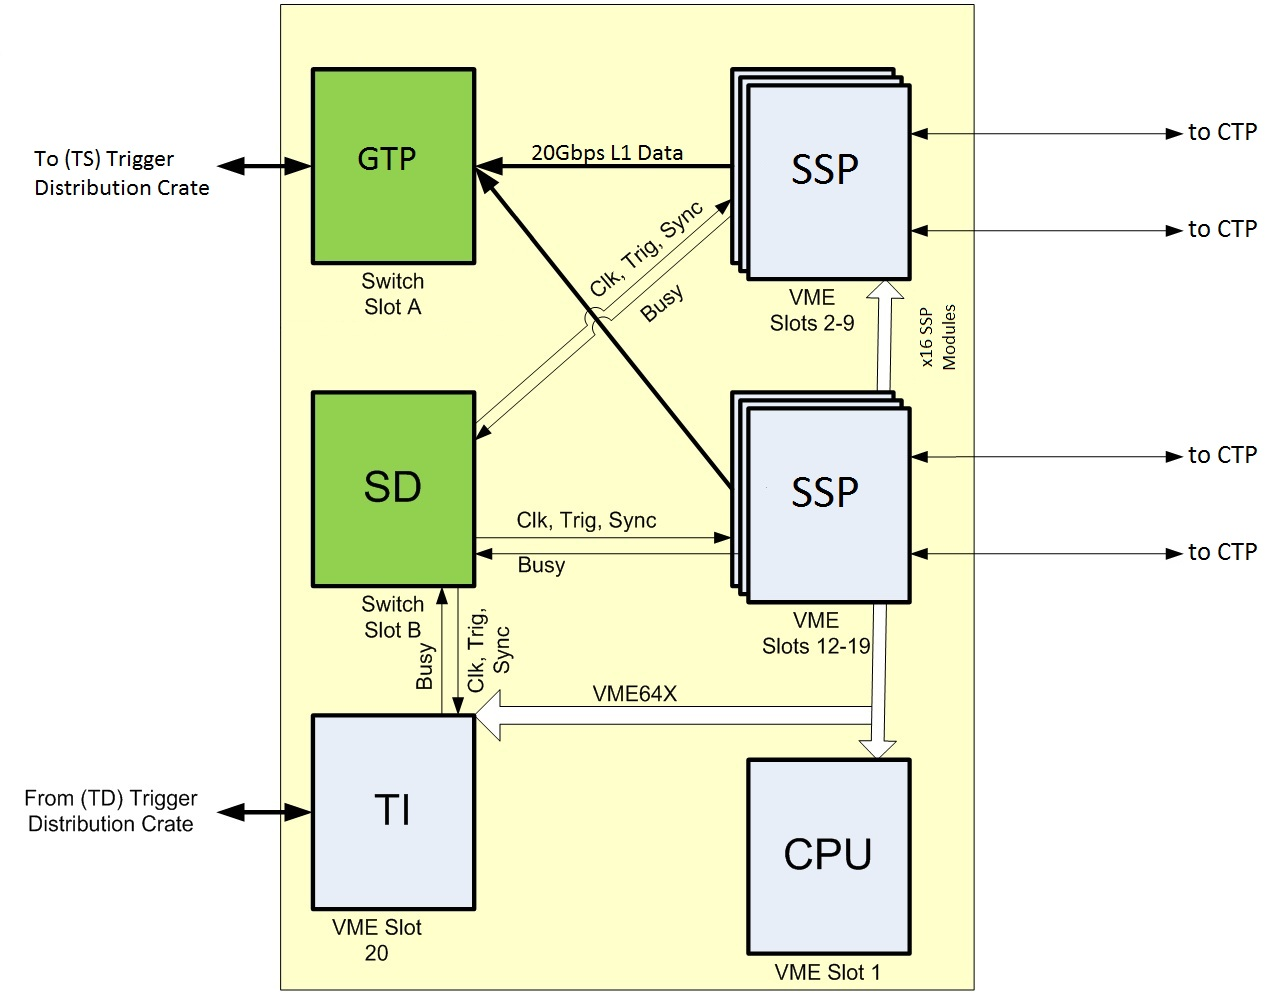 To (TS) Trigger
Distribution Crate
GTP
Switch
Slot A
20Gbps L1 Data
SSP
to CTP
to CTP
VME
Slots 2-9
x16 SSP
Modules
Clk, Trig, Sync
Busy
SD
Switch
Slot B
Clk, Trig, Sync
Busy
SSP
to CTP
to CTP
VME
Slots 12-19
Busy
Clk, Trig,
Sync
VME64X
From (TD) Trigger
Distribution Crate
TI
VME Slot
20
CPU
VME Slot 1